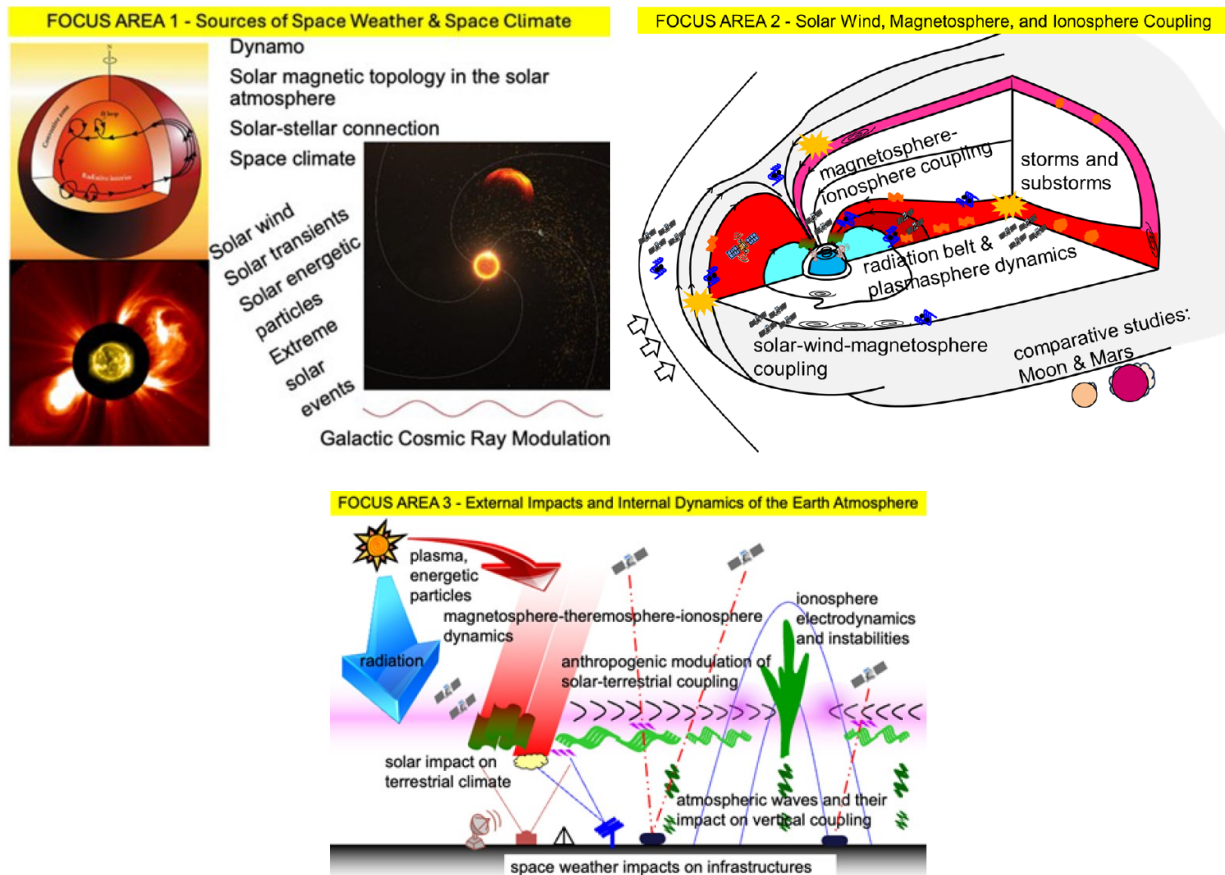 FOCUS AREA 1 - Sources of Space Weather & Space Climate
N
Convective zone
Ω loop
Radiative interior
Dynamo
Solar magnetic topology in the solar
atmosphere
Solar-stellar connection
Space climate
Solar wind
Solar transients
Solar energetic
particles
Extreme
solar
events
Galactic Cosmic Ray Modulation
FOCUS AREA 2 - Solar Wind, Magnetosphere, and Ionosphere Coupling
magnetosphere-
ionosphere coupling
storms and
substorms
radiation belt &
plasmasphere dynamics
solar-wind-magnetosphere
coupling
comparative studies:
Moon & Mars
FOCUS AREA 3 - External Impacts and Internal Dynamics of the Earth Atmosphere
plasma,
energetic
particles
magnetosphere-theremosphere-ionosphere
dynamics
ionosphere
electrodynamics
and instabilities
radiation
anthropogenic modulation of
solar-terrestrial coupling
solar impact on
terrestrial climate
atmospheric waves and their
impact on vertical coupling
space weather impacts on infrastructures